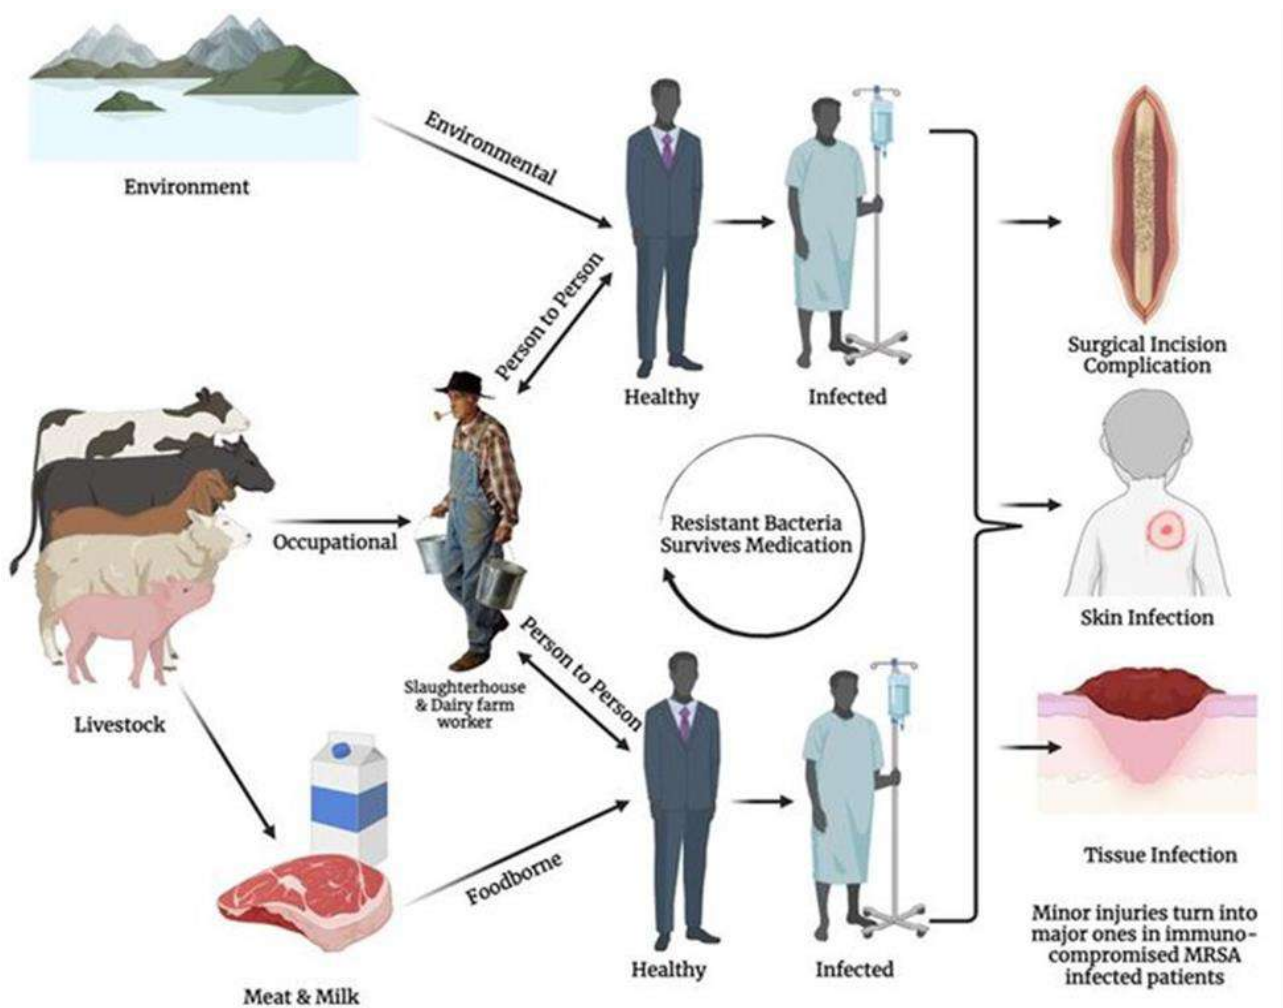 Environment
Environmental
Person to Person
Healthy
Infected
Surgical Incision
Complication
Occupational
Resistant Bacteria
Survives Medication
Skin Infection
Livestock
Slaughterhouse
& Dairy farm
worker
Person to Person
Foodborne
Meat & Milk
Healthy
Infected
Tissue Infection
Minor injuries turn into
major ones in immuno-
compromised MRSA
infected patients